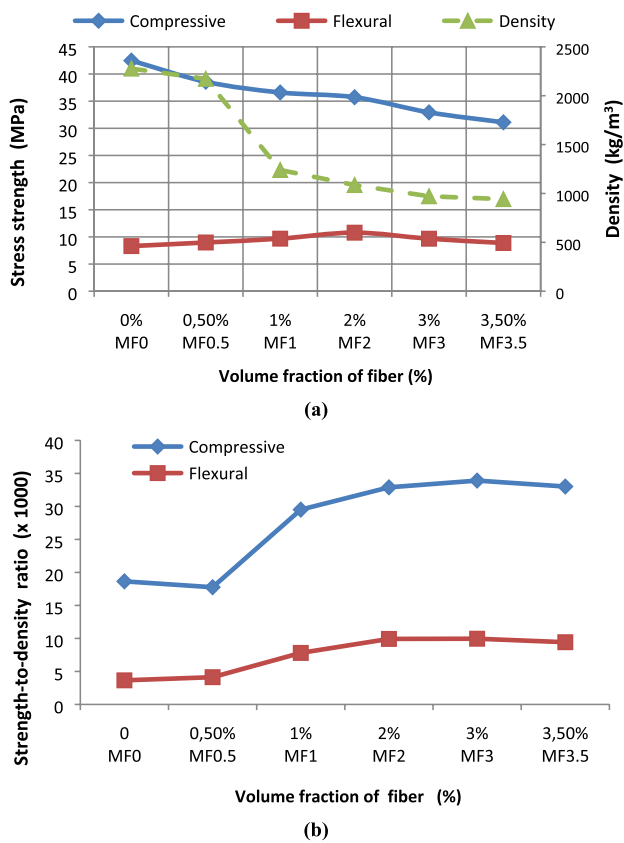 Compressive Flexural Density
45
40
35
30
25
20
15
10
5
0
Stress strength (MPa)
2500
2000
1500
1000
500
0
Density (kg/m³)
0% 0,50% 1% 2% 3% 3,50%
MF0 MF0.5 MF1 MF2 MF3 MF3.5
Volume fraction of fiber (%)
(a)
Compressive
Flexural
40
35
30
25
20
15
10
5
0
Strength-to-density ratio (x 1000)
0 0,50% 1% 2% 3% 3,50%
MF0 MF0.5 MF1 MF2 MF3 MF3.5
Volume fraction of fiber (%)
(b)